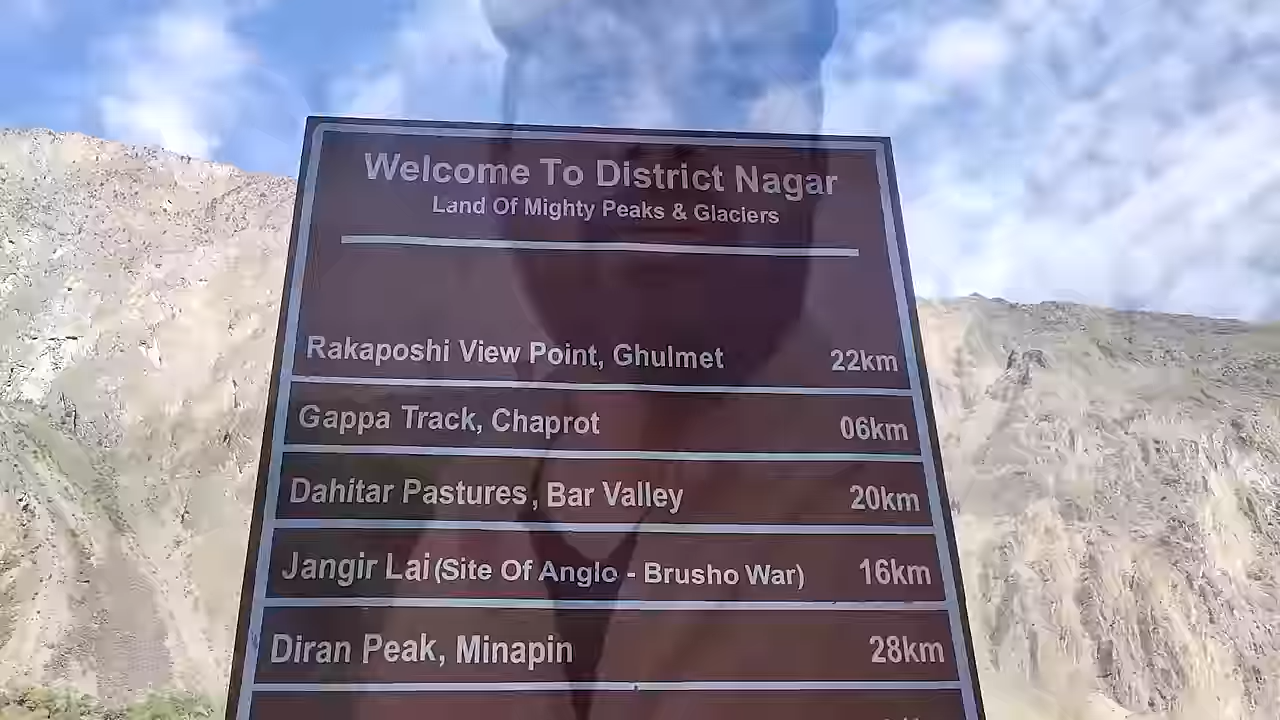 Welcome To District Nagar
Land Of Mighty Peaks & Glaciers
Rakaposhi View Point, Ghulmet 22km
Gappa Track, Chaprot 06km
Dahitar Pastures, Bar Valley 20km
Jangir Lai (Site Of Anglo - Brusho War) 16km
Diran Peak, Minapin 28km